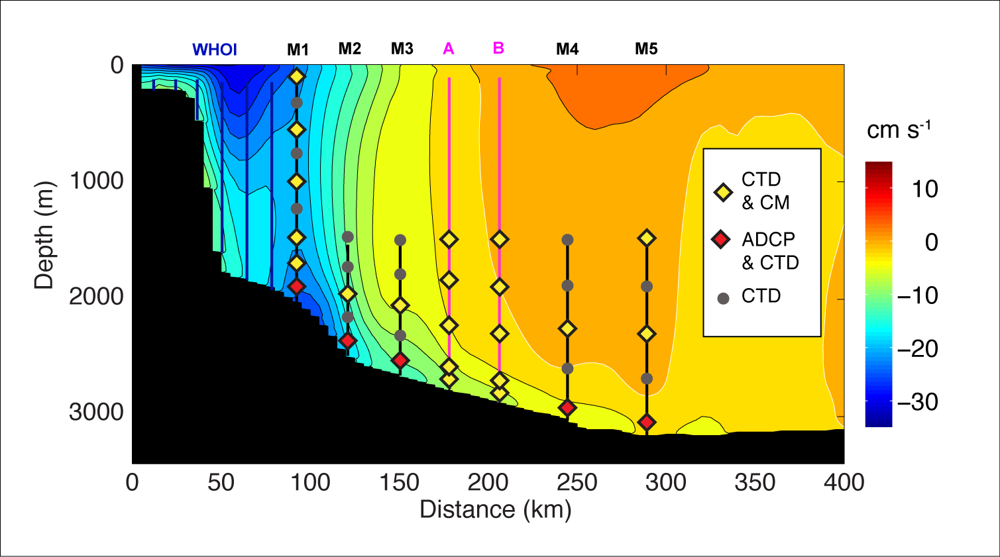 WHOI M1 M2 M3 A B M4 M5
0
1000
2000
3000
Depth (m)
0 50 100 150 200 250 300 350 400
Distance (km)
CTD
& CM
ADCP
& CTD
CTD
cm s-1
10
0
−10
−20
−30